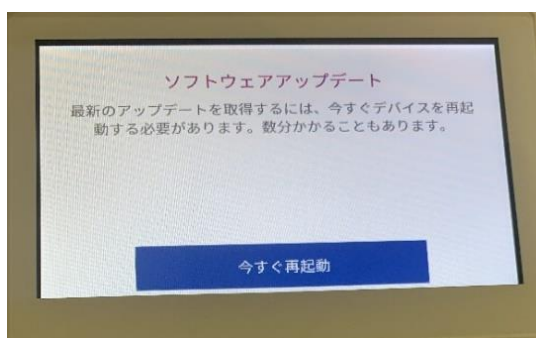 ソフトウェアアップデート
最新のアップデートを取得するには、今すぐデバイスを再起
動する必要があります。数分かかることもあります。
今すぐ再起動